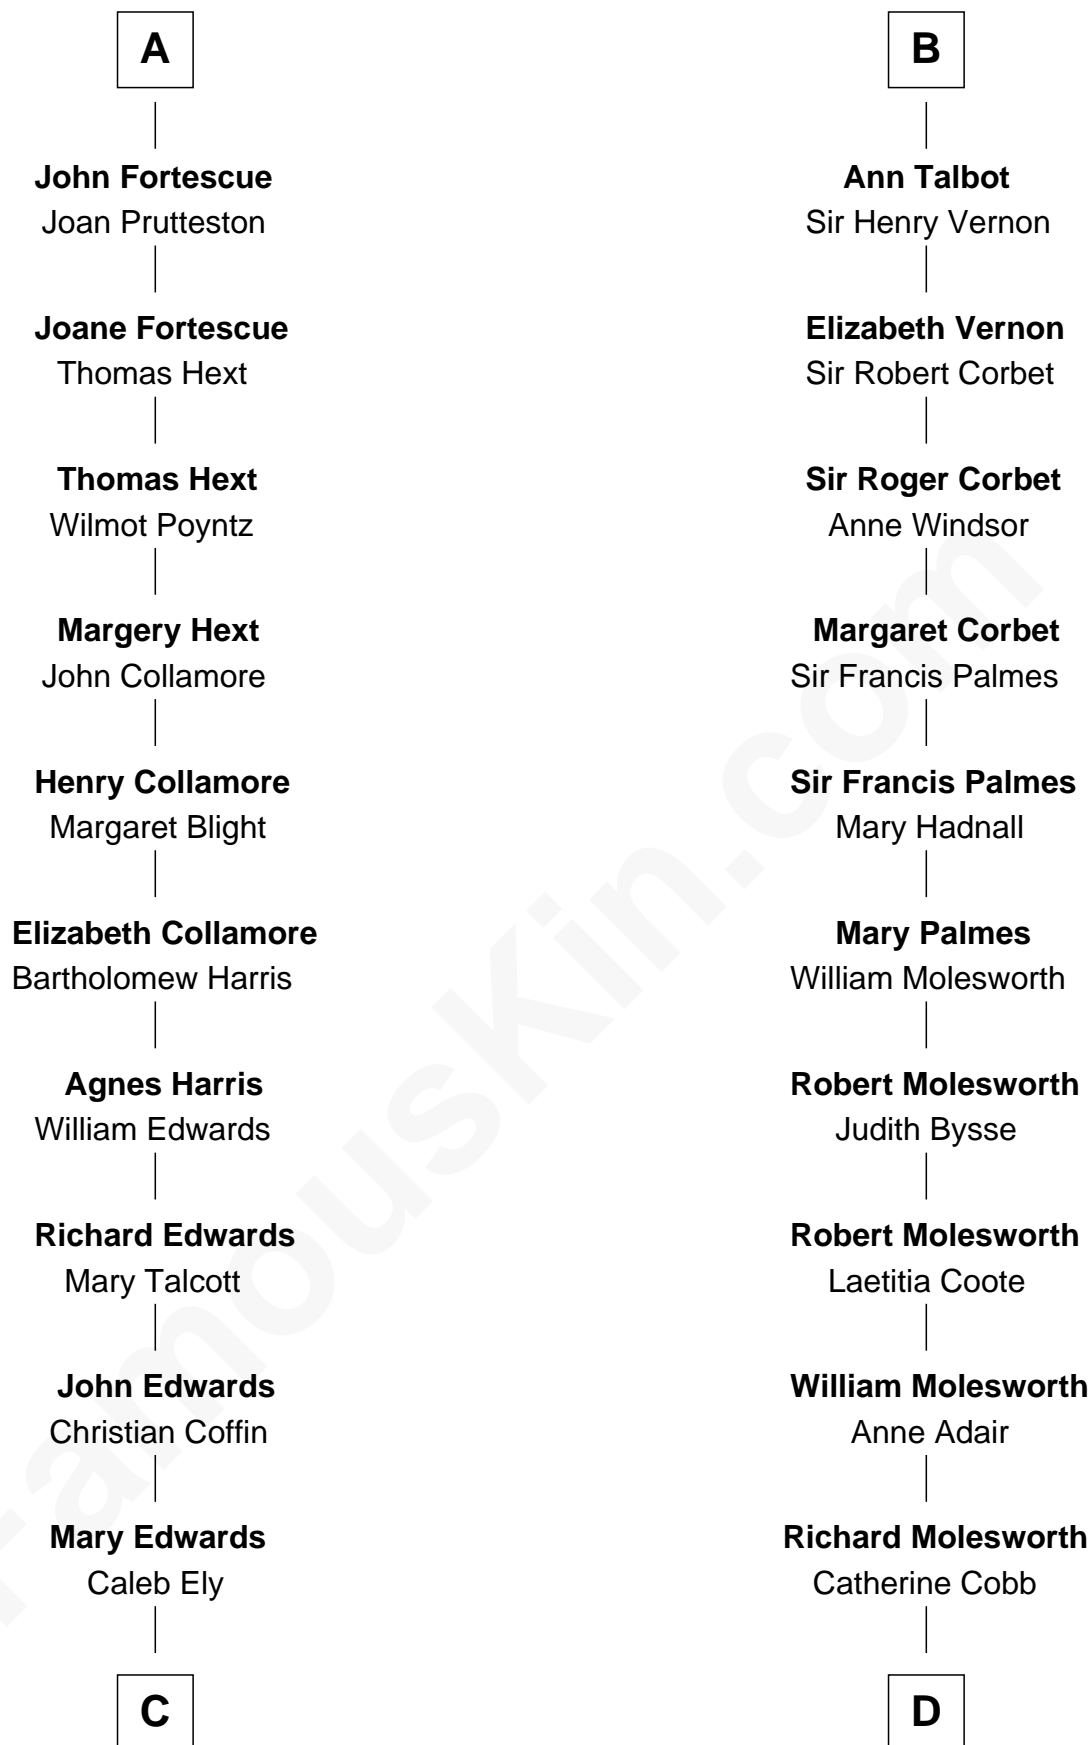 A
John Fortescue
Joan Prutteston
Joane Fortescue
Thomas Hext
Thomas Hext
Wilmot Poyntz
Margery Hext
John Collamore
Henry Collamore
Margaret Blight
Elizabeth Collamore
Bartholomew Harris
Agnes Harris
William Edwards
Richard Edwards
Mary Talcott
John Edwards
Christian Coffin
Mary Edwards
Caleb Ely
C
B
Ann Talbot
Sir Henry Vernon
Elizabeth Vernon
Sir Robert Corbet
Sir Roger Corbet
Anne Windsor
Margaret Corbet
Sir Francis Palmes
Sir Francis Palmes
Mary Hadnall
Mary Palmes
William Molesworth
Robert Molesworth
Judith Bysse
Robert Molesworth
Laetitia Coote
William Molesworth
Anne Adair
Richard Molesworth
Catherine Cobb
D
FamousKin.com